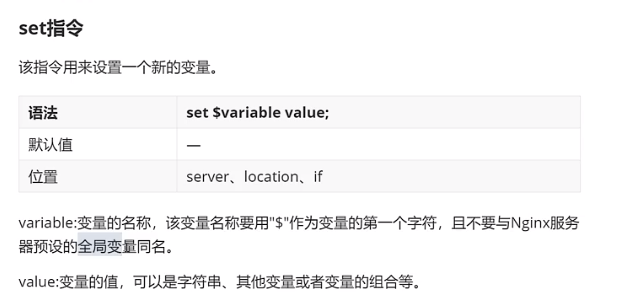 set指令
该指令用来设置一个新的变量。
语法 set $variable value;
默认值 —
位置 server、location、if
variable:变量的名称，该变量名称要用"$"作为变量的第一个字符，且不要与Nginx服务
器预设的全局变量同名。
value:变量的值，可以是字符串、其他变量或者变量的组合等。